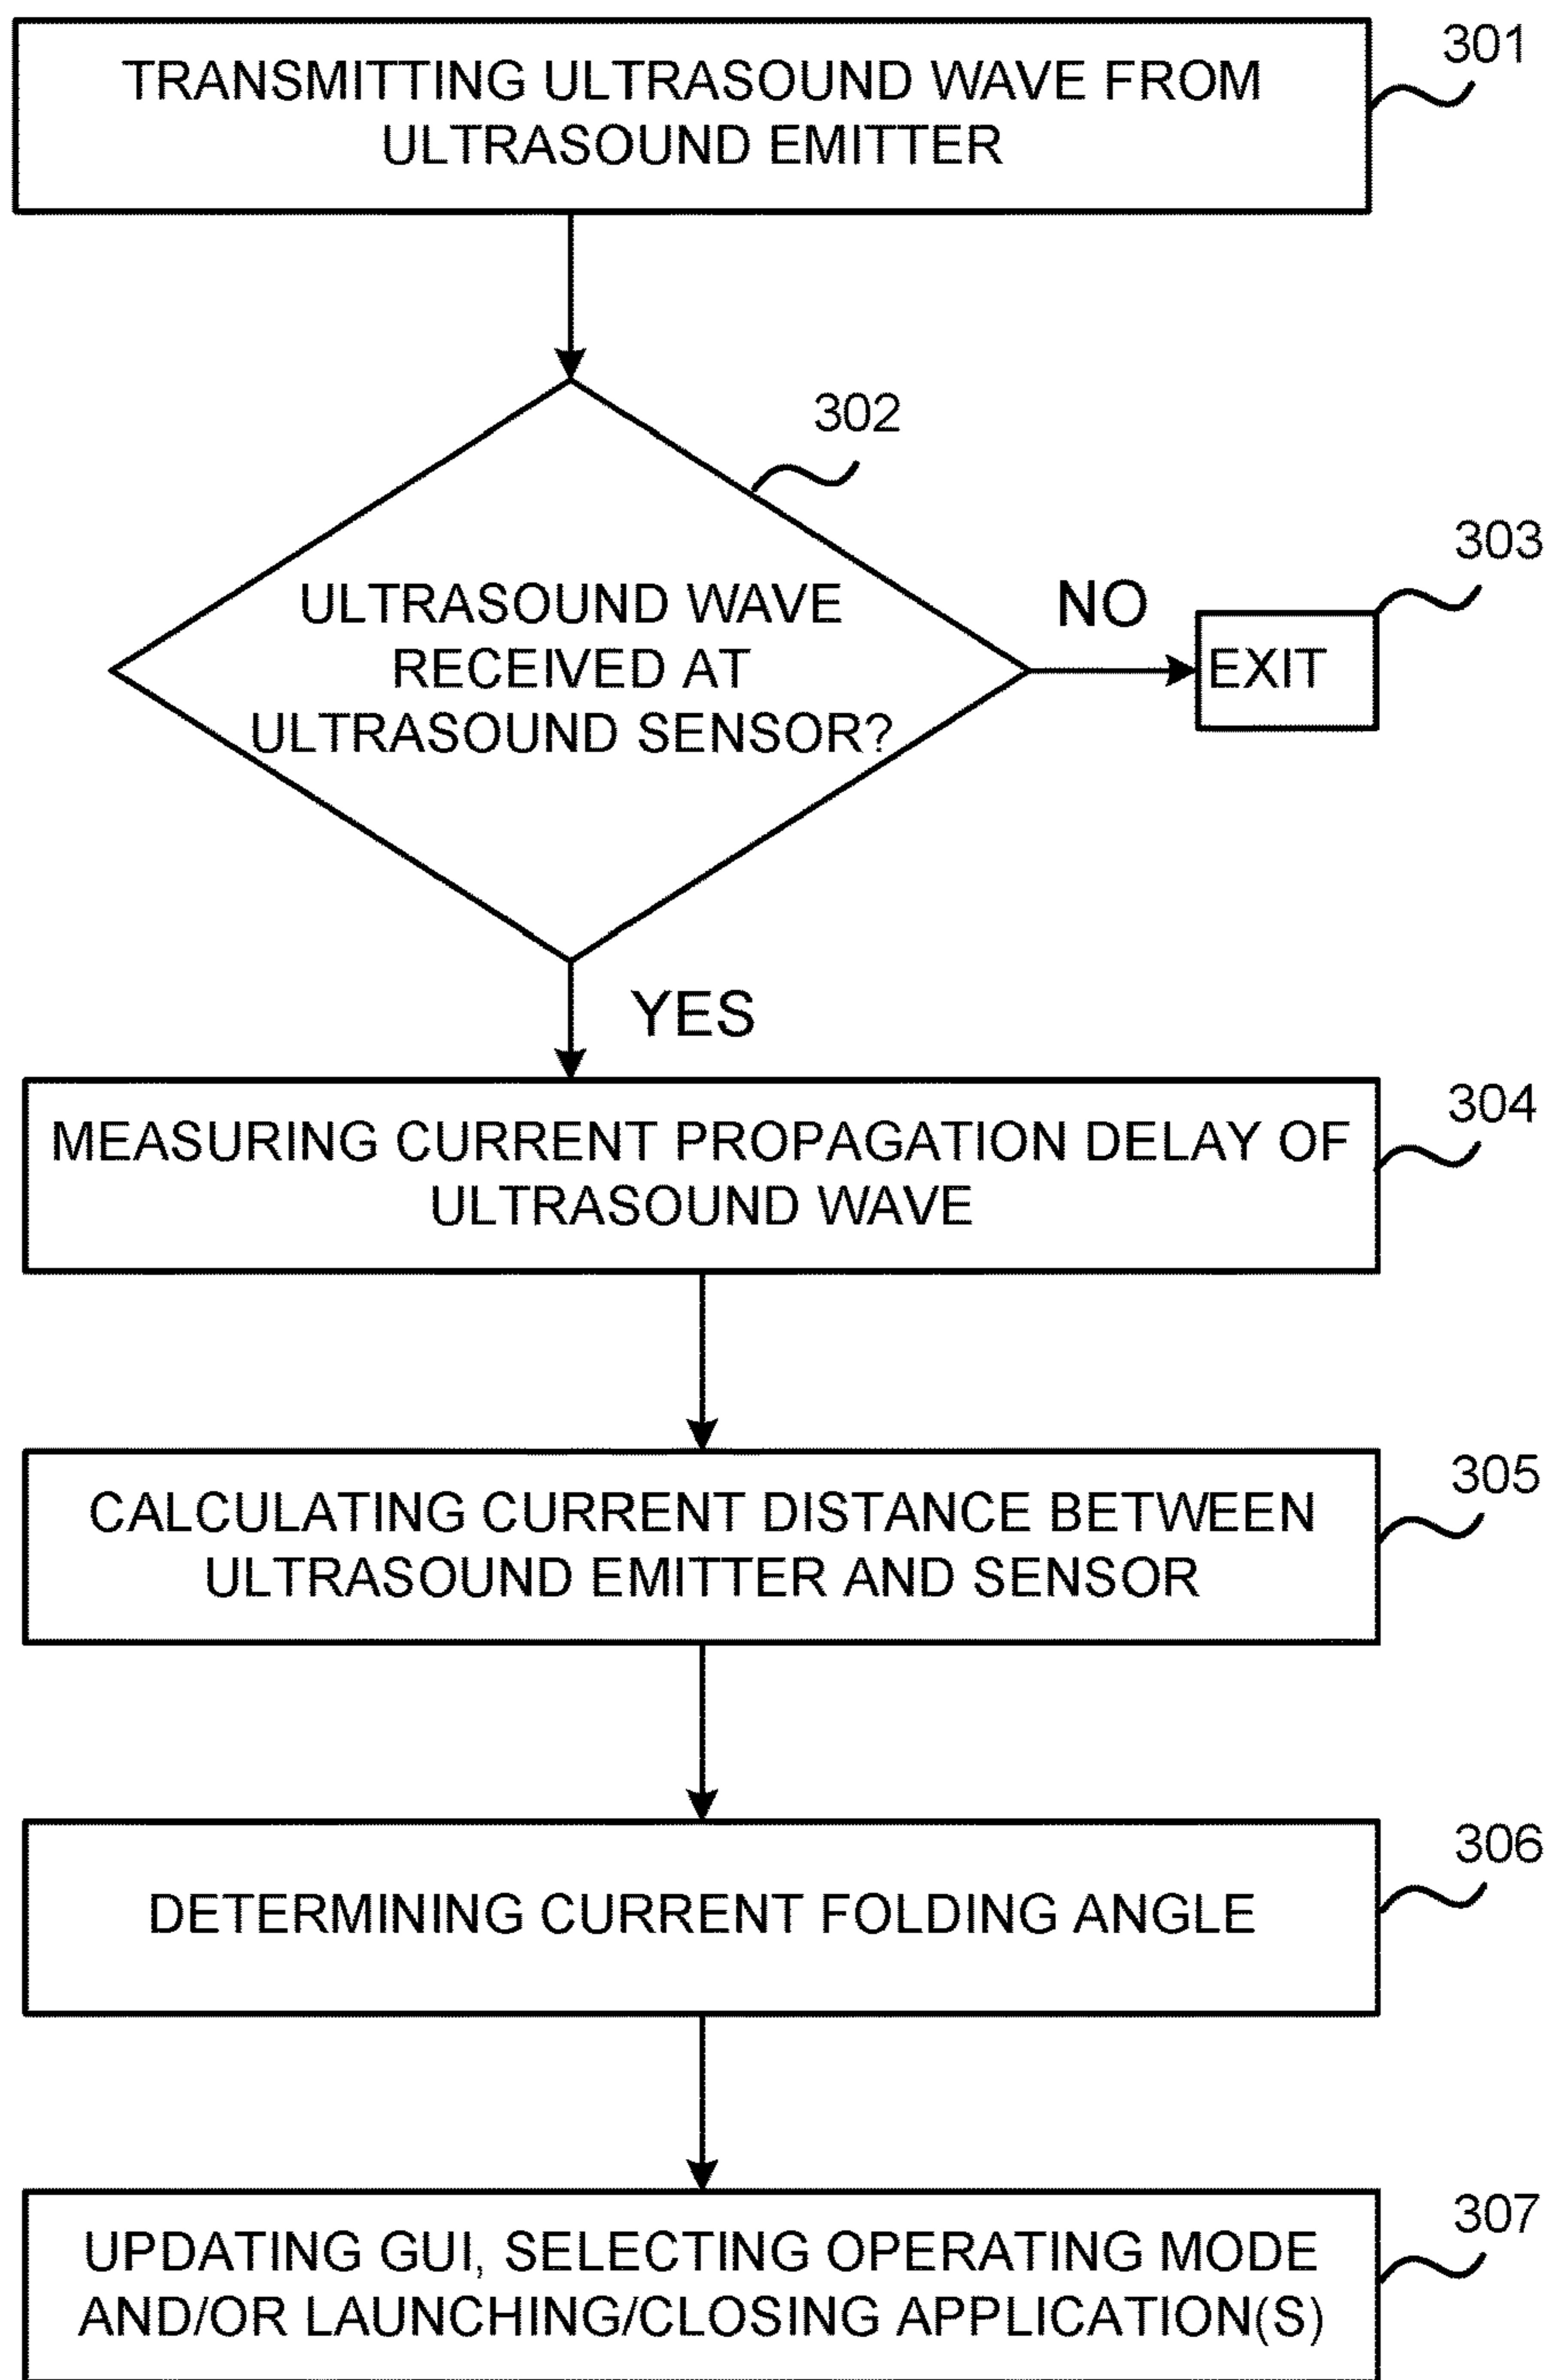 301
TRANSMITTING ULTRASOUND WAVE FROM
ULTRASOUND EMITTER
302
303
ULTRASOUND WAVE
RECEIVED AT
ULTRASOUND SENSOR?
NO
EXIT
YES
304
MEASURING CURRENT PROPAGATION DELAY OF
ULTRASOUND WAVE
305
CALCULATING CURRENT DISTANCE BETWEEN
ULTRASOUND EMITTER AND SENSOR
306
DETERMINING CURRENT FOLDING ANGLE
307
UPDATING GUI, SELECTING OPERATING MODE
AND/OR LAUNCHING/CLOSING APPLICATION(S)